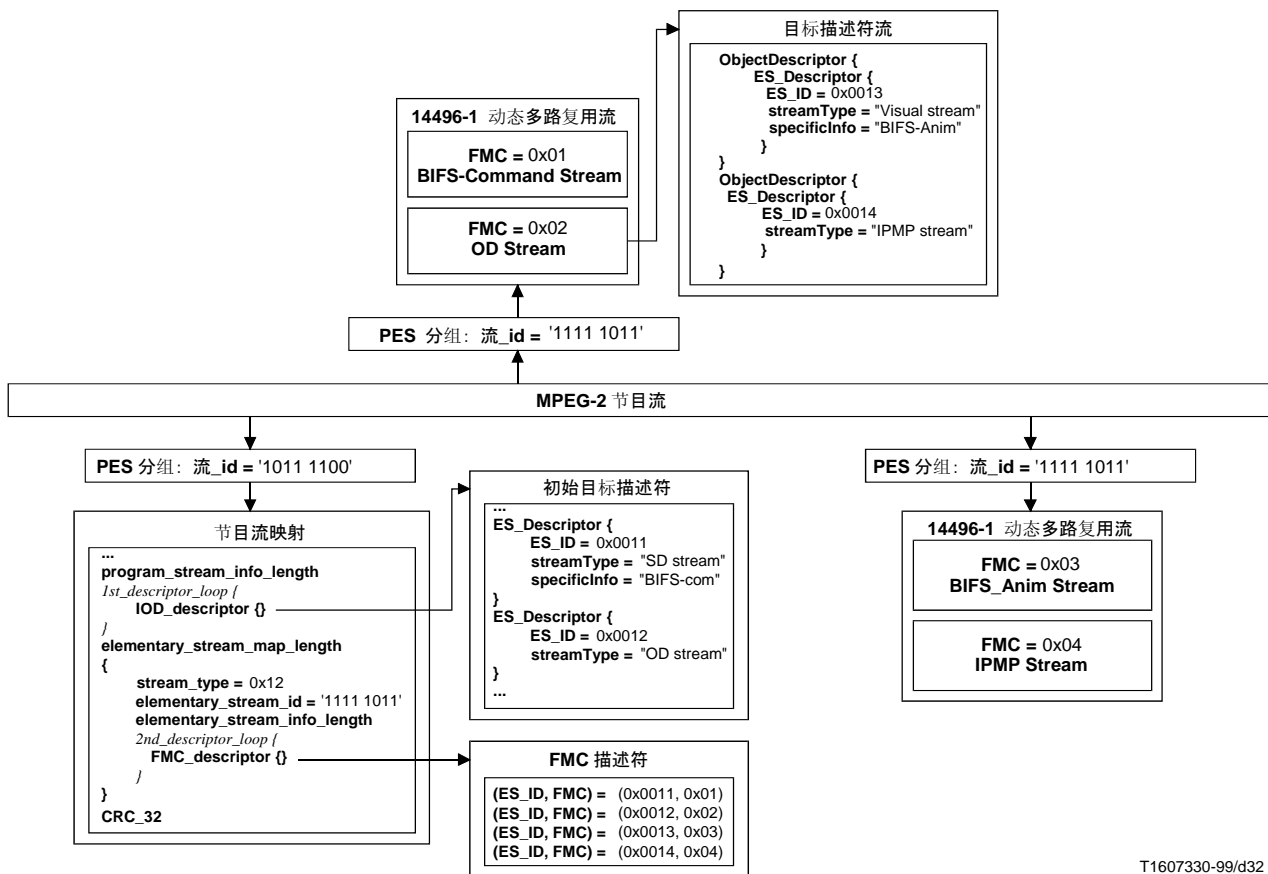 目标描述符流
ObjectDescriptor {
ES_Descriptor {
ES_ID = 0x0013
streamType = "Visual stream"
specificInfo = "BIFS-Anim"
}
}
ObjectDescriptor {
ES_Descriptor {
ES_ID = 0x0014
streamType = "IPMP stream"
}
}
14496-1 动态多路复用流
FMC = 0x01
BIFS-Command Stream
FMC = 0x02
OD Stream
PES 分组：流_id = '1111 1011'
MPEG-2 节目流
PES 分组：流_id = '1011 1100'
节目流映射
...
program_stream_info_length
1st_descriptor_loop {
IOD_descriptor {}
}
elementary_stream_map_length
{
stream_type = 0x12
elementary_stream_id = '1111 1011'
elementary_stream_info_length
2nd_descriptor_loop {
FMC_descriptor {}
}
}
CRC_32
初始目标描述符
...
ES_Descriptor {
ES_ID = 0x0011
streamType = "SD stream"
specificInfo = "BIFS-com"
}
ES_Descriptor {
ES_ID = 0x0012
streamType = "OD stream"
}
...
FMC 描述符
(ES_ID, FMC) = (0x0011, 0x01)
(ES_ID, FMC) = (0x0012, 0x02)
(ES_ID, FMC) = (0x0013, 0x03)
(ES_ID, FMC) = (0x0014, 0x04)
PES 分组：流_id = '1111 1011'
14496-1 动态多路复用流
FMC = 0x03
BIFS_Anim Stream
FMC = 0x04
IPMP Stream
T1607330-99/d32